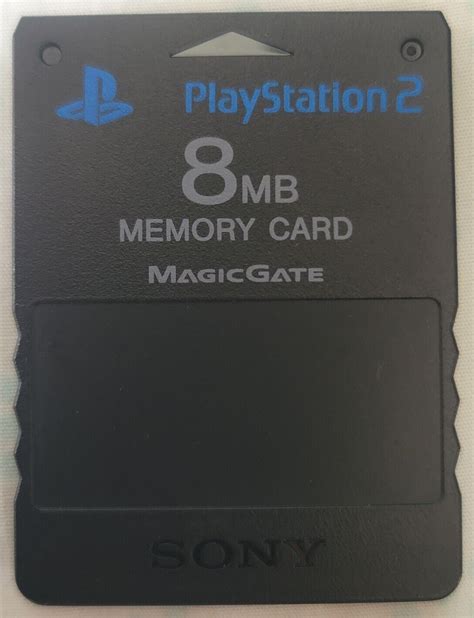 PlayStation 2
8MB
MEMORY CARD
MAGICGATE
SONY